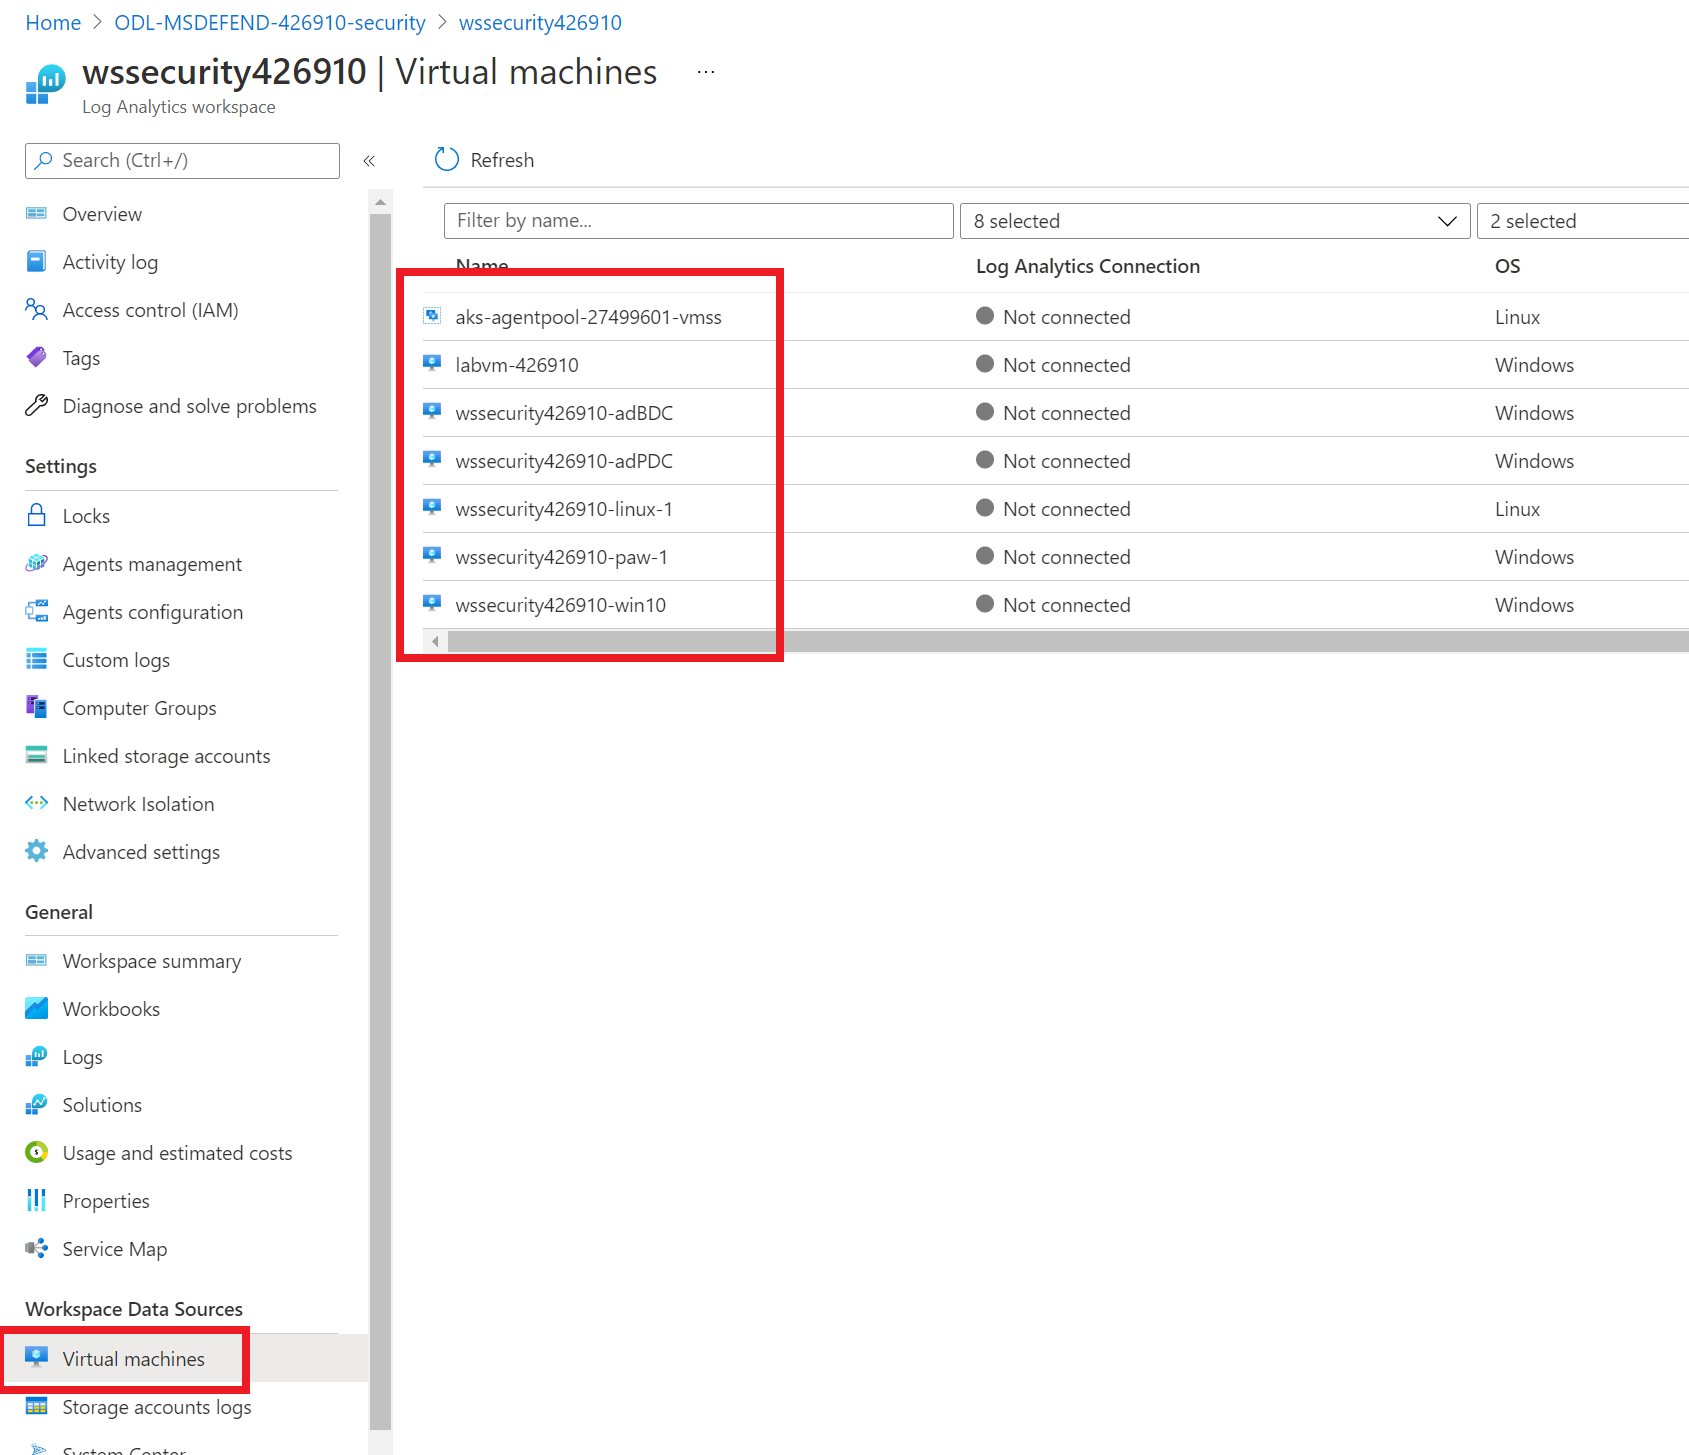 Home > ODL-MSDEFEND-426910-security > wssecurity426910
wssecurity426910 | Virtual machines ...
Log Analytics workspace
Search (Ctrl+/)
«
Overview
Activity log
Access control (IAM)
Tags
Diagnose and solve problems
Settings
Locks
Agents management
Agents configuration
Custom logs
Computer Groups
Linked storage accounts
Network Isolation
Advanced settings
General
Workspace summary
Workbooks
Logs
Solutions
Usage and estimated costs
Properties
Service Map
Workspace Data Sources
Virtual machines
Storage accounts logs
System Center
Refresh
Filter by name... 8 selected 2 selected
Name Log Analytics Connection OS
aks-agentpool-27499601-vmss Not connected Linux
labvm-426910 Not connected Windows
wssecurity426910-adBDC Not connected Windows
wssecurity426910-adPDC Not connected Windows
wssecurity426910-linux-1 Not connected Linux
wssecurity426910-paw-1 Not connected Windows
wssecurity426910-win10 Not connected Windows